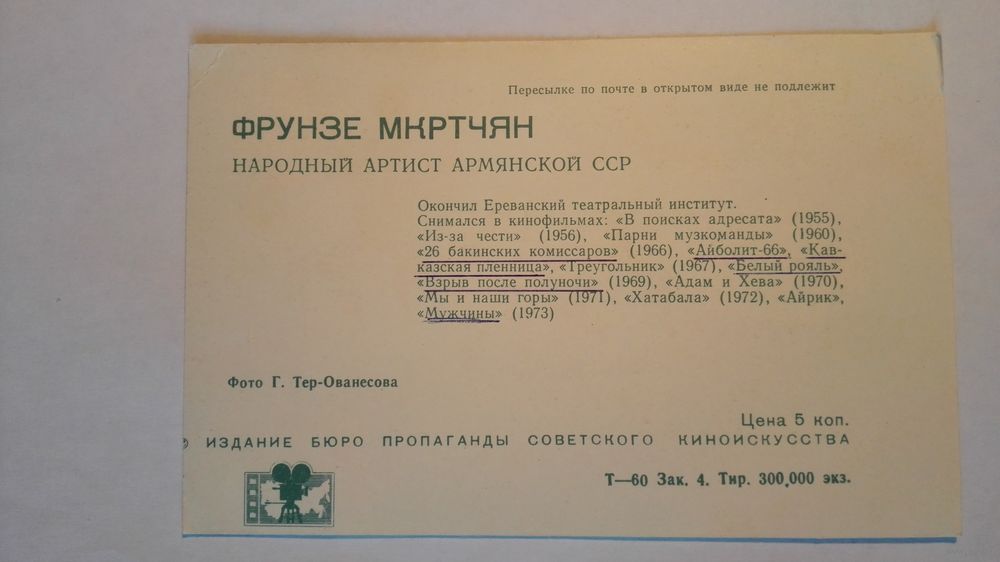 Пересылке по почте в открытом виде не подлежит
ФРУНЗЕ МКРТЧЯН
НАРОДНЫЙ АРТИСТ АРМЯНСКОЙ ССР
Окончил Ереванский театральный институт.
Снимался в кинофильмах: «В поисках адресата» (1955),
«Из-за чести» (1956), «Парни музкоманды» (1960),
«26 бакинских комиссаров» (1966), «Айболит-66», «Кав-
казская пленница», «Треугольник» (1967), «Белый рояль»,
«Взрыв после полуночи» (1969), «Адам и Хева» (1970),
«Мы и наши горы» (1971), «Хатабала» (1972), «Айрик»,
«Мужчины» (1973)
Фото Г. Тер-Ованесова
Цена 5 коп.
ИЗДАНИЕ БЮРО ПРОПАГАНДЫ СОВЕТСКОГО КИНОИСКУССТВА
Т—60 Зак. 4. Тир. 300,000 экз.